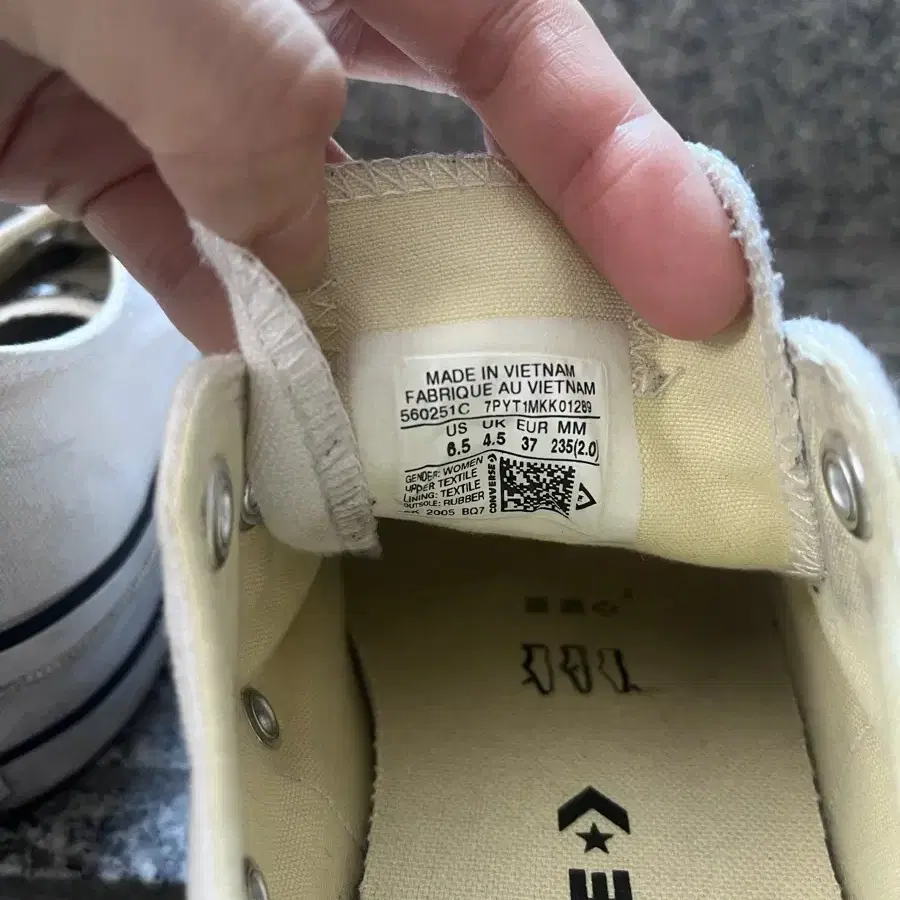 MADE IN VIETNAM
FABRIQUE AU VIETNAM
560251C 7PYT1MKK01289
US UK EUR MM
6.5 4.5 37 235(2.0)
GENDER: WOMEN
UPPER TEXTILE
LINING: TEXTILE
OUTSOLE: RUBBER
2005 BQ7
CONVERSE
E